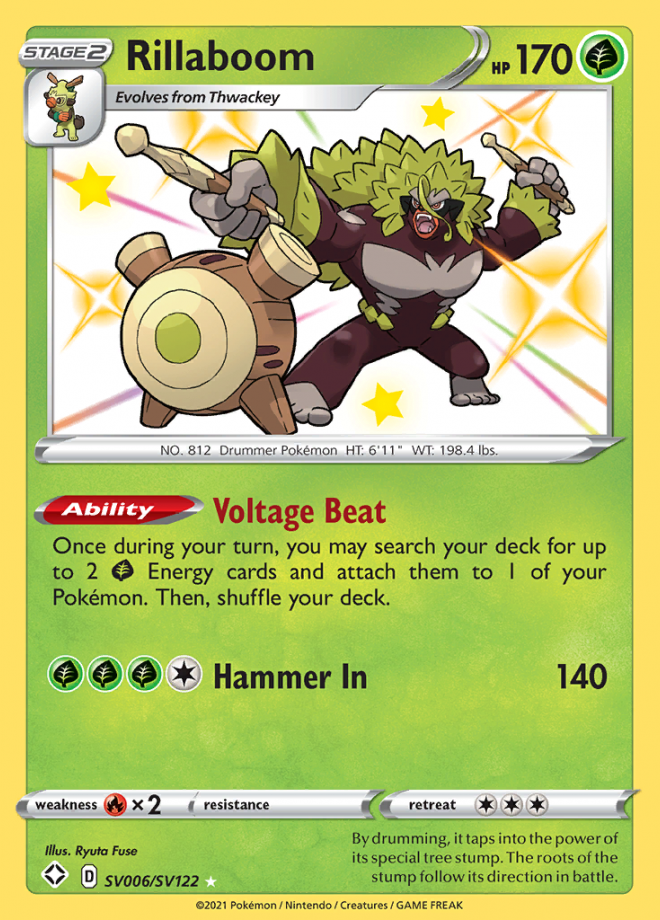 STAGE 2
Rillaboom
HP 170
Evolves from Thwackey
NO. 812 Drummer Pokémon HT: 6'11" WT: 198.4 lbs.
Ability Voltage Beat
Once during your turn, you may search your deck for up
to 2 Energy cards and attach them to 1 of your
Pokémon. Then, shuffle your deck.
Hammer In 140
weakness ×2 resistance retreat
By drumming, it taps into the power of
its special tree stump. The roots of the
stump follow its direction in battle.
Illus. Ryuta Fuse
D SV006/SV122
©2021 Pokémon / Nintendo / Creatures / GAME FREAK